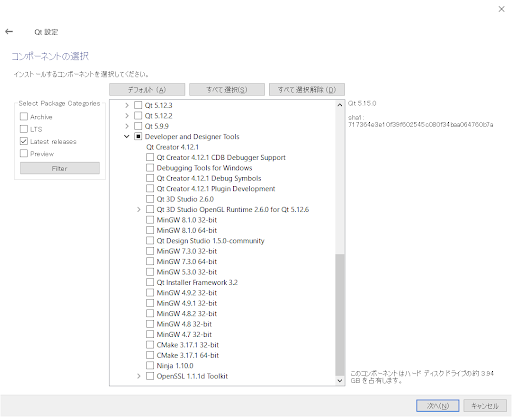 Qt 設定
コンポーネントの選択
インストールするコンポーネントを選択してください。
デフォルト (A)
すべて選択(S)
すべて選択解除 (D)
Select Package Categories
Archive
LTS
Latest releases
Preview
Filter
Qt 5.12.3
Qt 5.12.2
Qt 5.9.9
Developer and Designer Tools
Qt Creator 4.12.1
Qt Creator 4.12.1 CDB Debugger Support
Debugging Tools for Windows
Qt Creator 4.12.1 Debug Symbols
Qt Creator 4.12.1 Plugin Development
Qt 3D Studio 2.6.0
Qt 3D Studio OpenGL Runtime 2.6.0 for Qt 5.12.6
MinGW 8.1.0 32-bit
MinGW 8.1.0 64-bit
Qt Design Studio 1.5.0-community
MinGW 7.3.0 32-bit
MinGW 7.3.0 64-bit
MinGW 5.3.0 32-bit
Qt Installer Framework 3.2
MinGW 4.9.2 32-bit
MinGW 4.9.1 32-bit
MinGW 4.8.2 32-bit
MinGW 4.8 32-bit
MinGW 4.7 32-bit
CMake 3.17.1 32-bit
CMake 3.17.1 64-bit
Ninja 1.10.0
OpenSSL 1.1.1d Toolkit
Qt 5.15.0
sha1:
このコンポーネントはハード ディスクドライブの約 3.94
GB を占有します。
次へ(N)
キャンセル